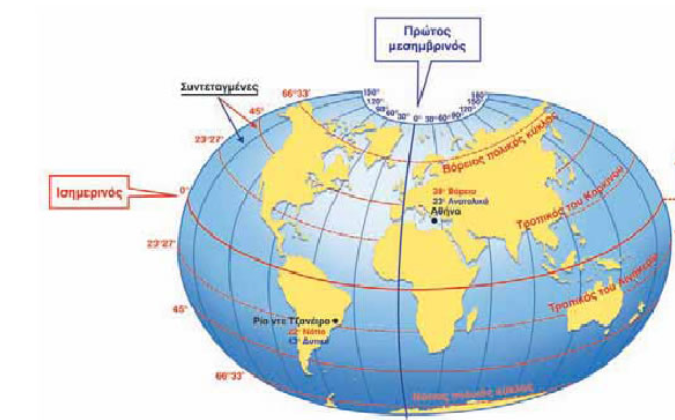 Πρώτος
μεσημβρινός
Συντεταγμένες
66°33'
45°
23°27'
150°
120°
90°
60°
30°
0°
30°
60°
90°
120°
150°
180°
Βόρειος πολικός κύκλος
38° Βόρεια
23° Ανατολικά
Αθήνα
Τροπικός του Καρκίνου
Ισημερινός
0°
23°27'
Τροπικός του Αιγόκερω
45°
Ρίο ντε Τζανέιρο
22° Νότια
43° Δυτικά
66°33'
Νότιος πολικός κύκλος